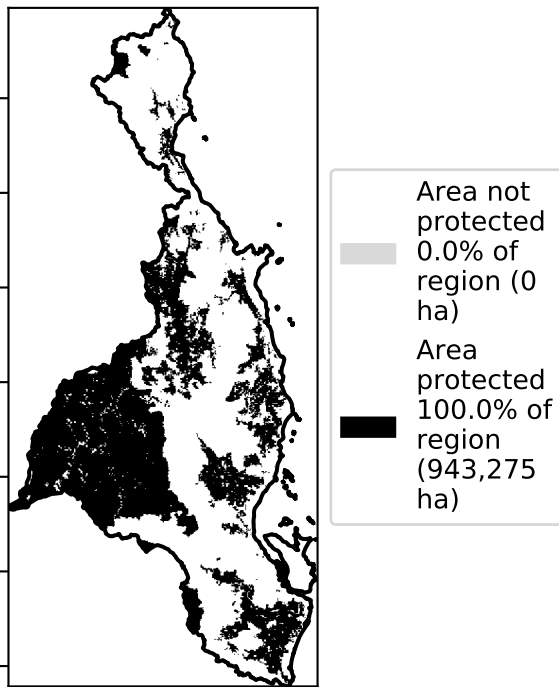 Area not
protected
0.0% of
region (0
ha)
Area
protected
100.0% of
region
(943,275
ha)